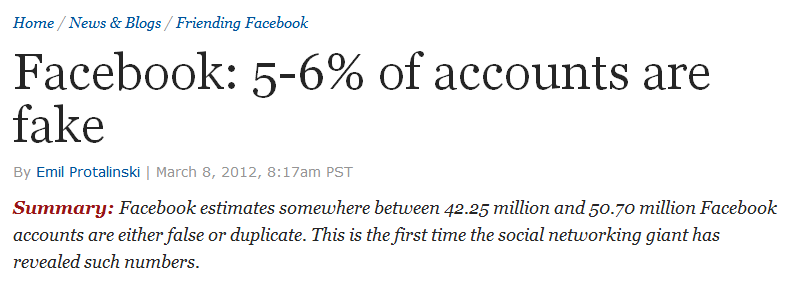 Home / News & Blogs / Friending Facebook
Facebook: 5-6% of accounts are
fake
By Emil Protalinski | March 8, 2012, 8:17am PST
Summary: Facebook estimates somewhere between 42.25 million and 50.70 million Facebook
accounts are either false or duplicate. This is the first time the social networking giant has
revealed such numbers.